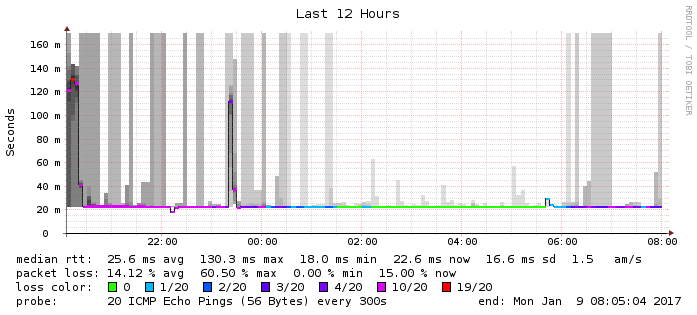 Last 12 Hours
RRDTOOL / TOBI OETIKER
Seconds
160 m
140 m
120 m
100 m
80 m
60 m
40 m
20 m
0
22:00 00:00 02:00 04:00 06:00 08:00
median rtt: 25.6 ms avg 130.3 ms max 18.0 ms min 22.6 ms now 16.6 ms sd 1.5 am/s
packet loss: 14.12 % avg 60.50 % max 0.00 % min 15.00 % now
loss color: 0 1/20 2/20 3/20 4/20 10/20 19/20
probe: 20 ICMP Echo Pings (56 Bytes) every 300s end: Mon Jan 9 08:05:04 2017